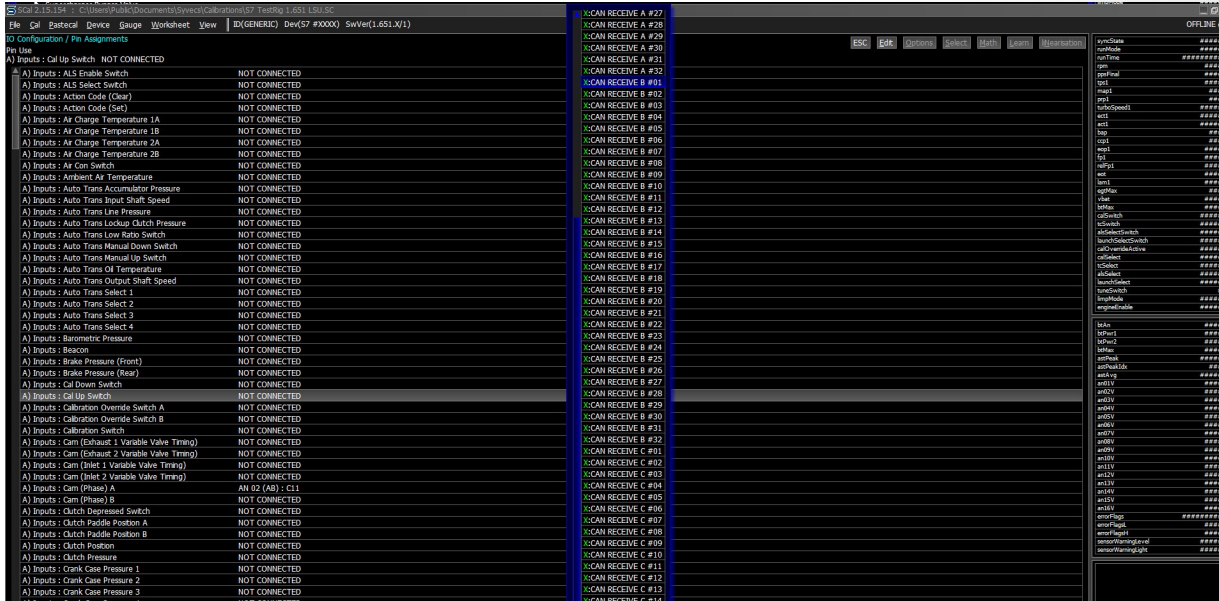 SCal 2.15.154 : C:\Users\Public\Documents\Syvecs\Calibrations\S7 TestRig 1.651 LSU.SC
File Cal Pastecal Device Gauge Worksheet View ID(GENERIC) Dev(S7 #XXXX) SwVer(1.651.X/1)
OFFLINE
IO Configuration / Pin Assignments
ESC Edit Options Select Math Learn
Pin Use
A) Inputs : Cal Up Switch NOT CONNECTED
A) Inputs : ALS Enable Switch NOT CONNECTED
A) Inputs : ALS Select Switch NOT CONNECTED
A) Inputs : Action Code (Clear) NOT CONNECTED
A) Inputs : Action Code (Set) NOT CONNECTED
A) Inputs : Air Charge Temperature 1A NOT CONNECTED
A) Inputs : Air Charge Temperature 1B NOT CONNECTED
A) Inputs : Air Charge Temperature 2A NOT CONNECTED
A) Inputs : Air Charge Temperature 2B NOT CONNECTED
A) Inputs : Air Con Switch NOT CONNECTED
A) Inputs : Ambient Air Temperature NOT CONNECTED
A) Inputs : Auto Trans Accumulator Pressure NOT CONNECTED
A) Inputs : Auto Trans Input Shaft Speed NOT CONNECTED
A) Inputs : Auto Trans Line Pressure NOT CONNECTED
A) Inputs : Auto Trans Lockup Clutch Pressure NOT CONNECTED
A) Inputs : Auto Trans Low Ratio Switch NOT CONNECTED
A) Inputs : Auto Trans Manual Down Switch NOT CONNECTED
A) Inputs : Auto Trans Manual Up Switch NOT CONNECTED
A) Inputs : Auto Trans Oil Temperature NOT CONNECTED
A) Inputs : Auto Trans Output Shaft Speed NOT CONNECTED
A) Inputs : Auto Trans Select 1 NOT CONNECTED
A) Inputs : Auto Trans Select 2 NOT CONNECTED
A) Inputs : Auto Trans Select 3 NOT CONNECTED
A) Inputs : Auto Trans Select 4 NOT CONNECTED
A) Inputs : Barometric Pressure NOT CONNECTED
A) Inputs : Beacon NOT CONNECTED
A) Inputs : Brake Pressure (Front) NOT CONNECTED
A) Inputs : Brake Pressure (Rear) NOT CONNECTED
A) Inputs : Cal Down Switch NOT CONNECTED
A) Inputs : Cal Up Switch NOT CONNECTED
A) Inputs : Calibration Override Switch A NOT CONNECTED
A) Inputs : Calibration Override Switch B NOT CONNECTED
A) Inputs : Calibration Switch NOT CONNECTED
A) Inputs : Cam (Exhaust 1 Variable Valve Timing) NOT CONNECTED
A) Inputs : Cam (Exhaust 2 Variable Valve Timing) NOT CONNECTED
A) Inputs : Cam (Inlet 1 Variable Valve Timing) NOT CONNECTED
A) Inputs : Cam (Inlet 2 Variable Valve Timing) NOT CONNECTED
A) Inputs : Cam (Phase) A AN 02 (AB) : C11
A) Inputs : Cam (Phase) B NOT CONNECTED
A) Inputs : Clutch Depressed Switch NOT CONNECTED
A) Inputs : Clutch Paddle Position A NOT CONNECTED
A) Inputs : Clutch Paddle Position B NOT CONNECTED
A) Inputs : Clutch Position NOT CONNECTED
A) Inputs : Clutch Pressure NOT CONNECTED
A) Inputs : Crank Case Pressure 1 NOT CONNECTED
A) Inputs : Crank Case Pressure 2 NOT CONNECTED
A) Inputs : Crank Case Pressure 3 NOT CONNECTED
X:CAN RECEIVE A #27
X:CAN RECEIVE A #28
X:CAN RECEIVE A #29
X:CAN RECEIVE A #30
X:CAN RECEIVE A #31
X:CAN RECEIVE A #32
X:CAN RECEIVE B #01
X:CAN RECEIVE B #02
X:CAN RECEIVE B #03
X:CAN RECEIVE B #04
X:CAN RECEIVE B #05
X:CAN RECEIVE B #06
X:CAN RECEIVE B #07
X:CAN RECEIVE B #08
X:CAN RECEIVE B #09
X:CAN RECEIVE B #10
X:CAN RECEIVE B #11
X:CAN RECEIVE B #12
X:CAN RECEIVE B #13
X:CAN RECEIVE B #14
X:CAN RECEIVE B #15
X:CAN RECEIVE B #16
X:CAN RECEIVE B #17
X:CAN RECEIVE B #18
X:CAN RECEIVE B #19
X:CAN RECEIVE B #20
X:CAN RECEIVE B #21
X:CAN RECEIVE B #22
X:CAN RECEIVE B #23
X:CAN RECEIVE B #24
X:CAN RECEIVE B #25
X:CAN RECEIVE B #26
X:CAN RECEIVE B #27
X:CAN RECEIVE B #28
X:CAN RECEIVE B #29
X:CAN RECEIVE B #30
X:CAN RECEIVE B #31
X:CAN RECEIVE B #32
X:CAN RECEIVE C #01
X:CAN RECEIVE C #02
X:CAN RECEIVE C #03
X:CAN RECEIVE C #04
X:CAN RECEIVE C #05
X:CAN RECEIVE C #06
X:CAN RECEIVE C #07
X:CAN RECEIVE C #08
X:CAN RECEIVE C #09
X:CAN RECEIVE C #10
X:CAN RECEIVE C #11
X:CAN RECEIVE C #12
X:CAN RECEIVE C #13
X:CAN RECEIVE C #14
syncState ####
runMode ####
runTime ########
rpm ###
ppsFinal ####
tps1 ###
map1 ##
prp1 ##
turboSpeed1 ####
ect1 ####
act1 ####
bap ##
ccp1 ##
eop1 ###
fp1 ###
relFp1 ###
eot ####
lam1 ###
egtMax ##
vbat ###
btMax ###
calSwitch ####
tcSwitch ####
alsSelectSwitch ####
launchSelectSwitch ####
calOverrideActive ####
calSelect ####
tcSelect ####
alsSelect ####
launchSelect ####
tuneSwitch
limpMode ####
engineEnable ####
btAn ###
btPwr1 ###
btPwr2 ###
btMax ###
astPeak ####
astPeakIdx ##
astAvg ####
an01V ###
an02V ###
an03V ###
an04V ###
an05V ###
an06V ###
an07V ###
an08V ###
an09V ###
an10V ###
an11V ###
an12V ###
an13V ###
an14V ###
an15V ###
an16V ###
errorFlags ########
errorFlagsL ####
errorFlagsH ####
sensorWarningLevel ####
sensorWarningLight ####